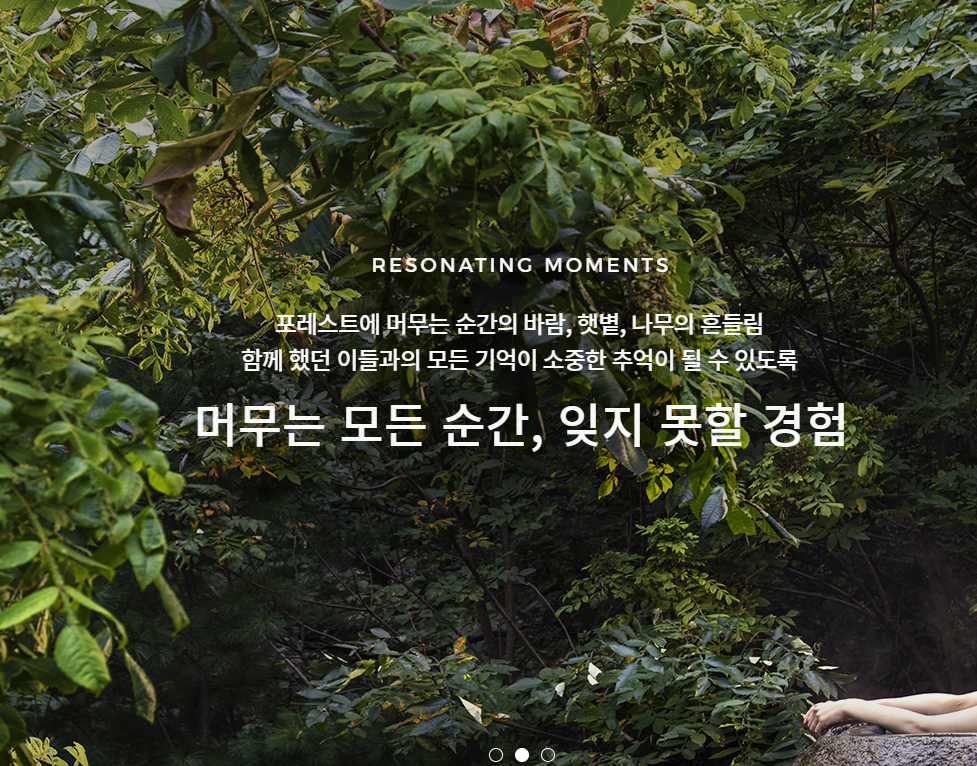 RESONATING MOMENTS
포레스트에 머무는 순간의 바람, 햇볕, 나무의 흔들림
함께 했던 이들과의 모든 기억이 소중한 추억이 될 수 있도록
머무는 모든 순간, 잊지 못할 경험